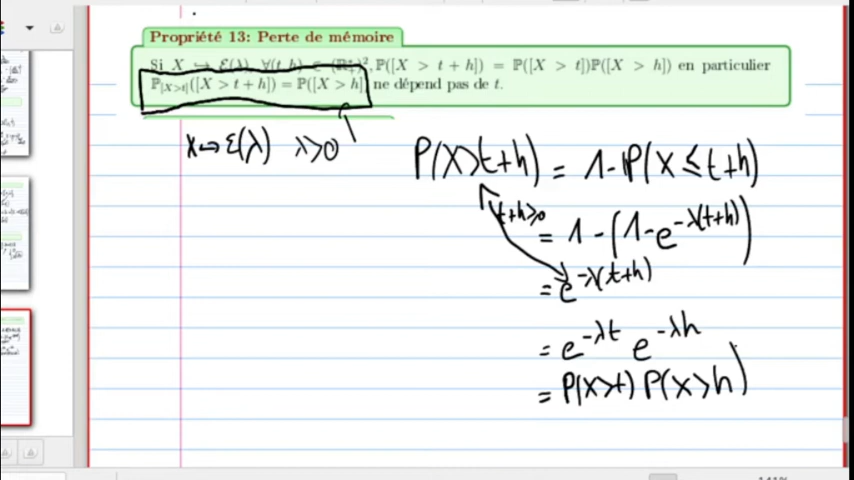 Propriété 13: Perte de mémoire
Si X ↪ ℰ(λ), ∀(t, h) ∈ (ℝ₊*)², ℙ([X > t + h]) = ℙ([X > t])ℙ([X > h]) en particulier
ℙ[X>t]([X > t + h]) = ℙ([X > h]) ne dépend pas de t.
X ↪ ℰ(λ) λ>0
P(X>t+h) = 1-P(X ≤ t+h)
t+h≥0
= 1-(1-e^{-λ(t+h)})
= e^{-λ(t+h)}
= e^{-λt} e^{-λh}
= P(X>t) P(X>h)